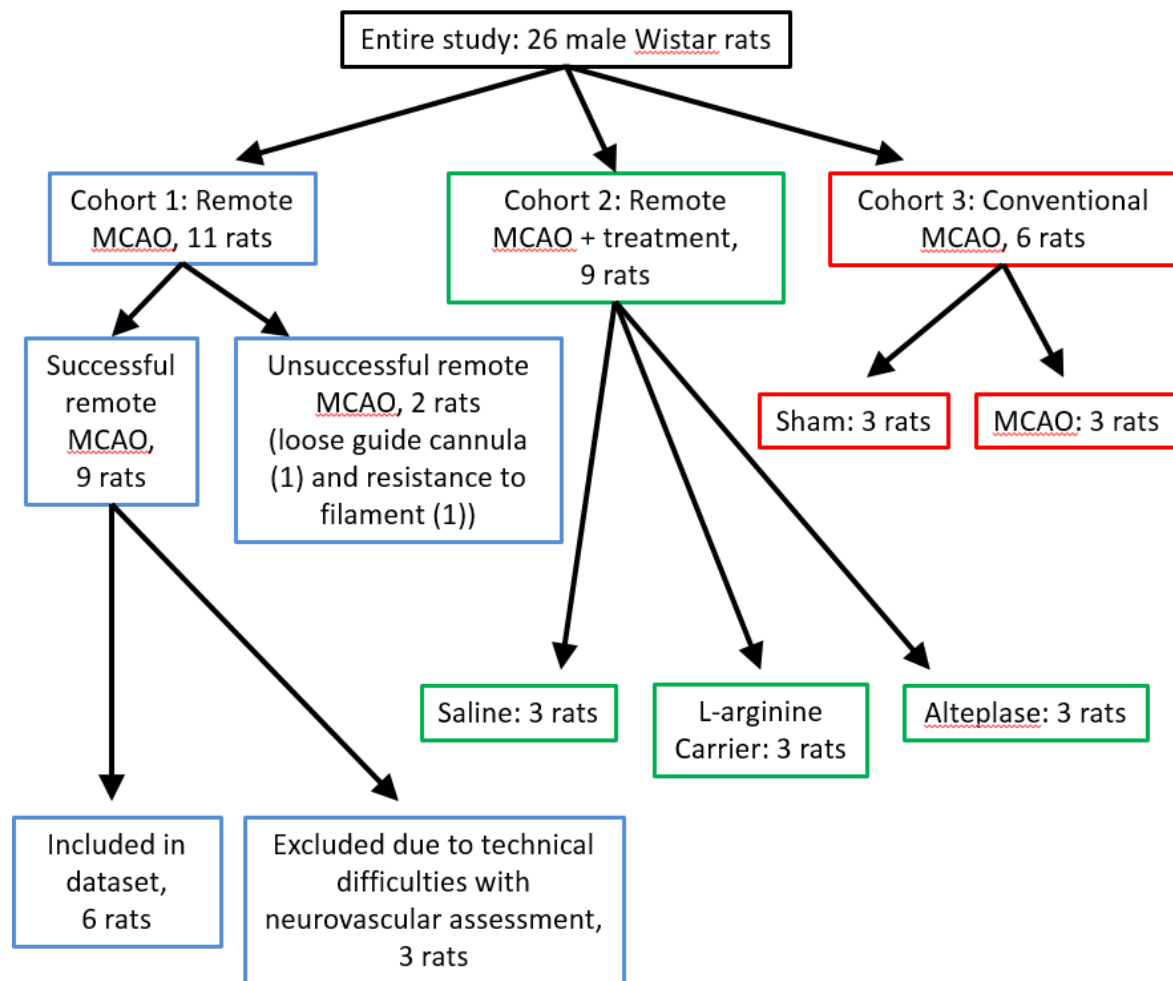 Entire study: 26 male Wistar rats
Cohort 1: Remote
MCAO, 11 rats
Cohort 2: Remote
MCAO + treatment,
9 rats
Cohort 3: Conventional
MCAO, 6 rats
Successful
remote
MCAO,
9 rats
Unsuccessful remote
MCAO, 2 rats
(loose guide cannula
(1) and resistance to
filament (1))
Sham: 3 rats
MCAO: 3 rats
Saline: 3 rats
L-arginine
Carrier: 3 rats
Alteplase: 3 rats
Included in
dataset,
6 rats
Excluded due to technical
difficulties with
neurovascular assessment,
3 rats